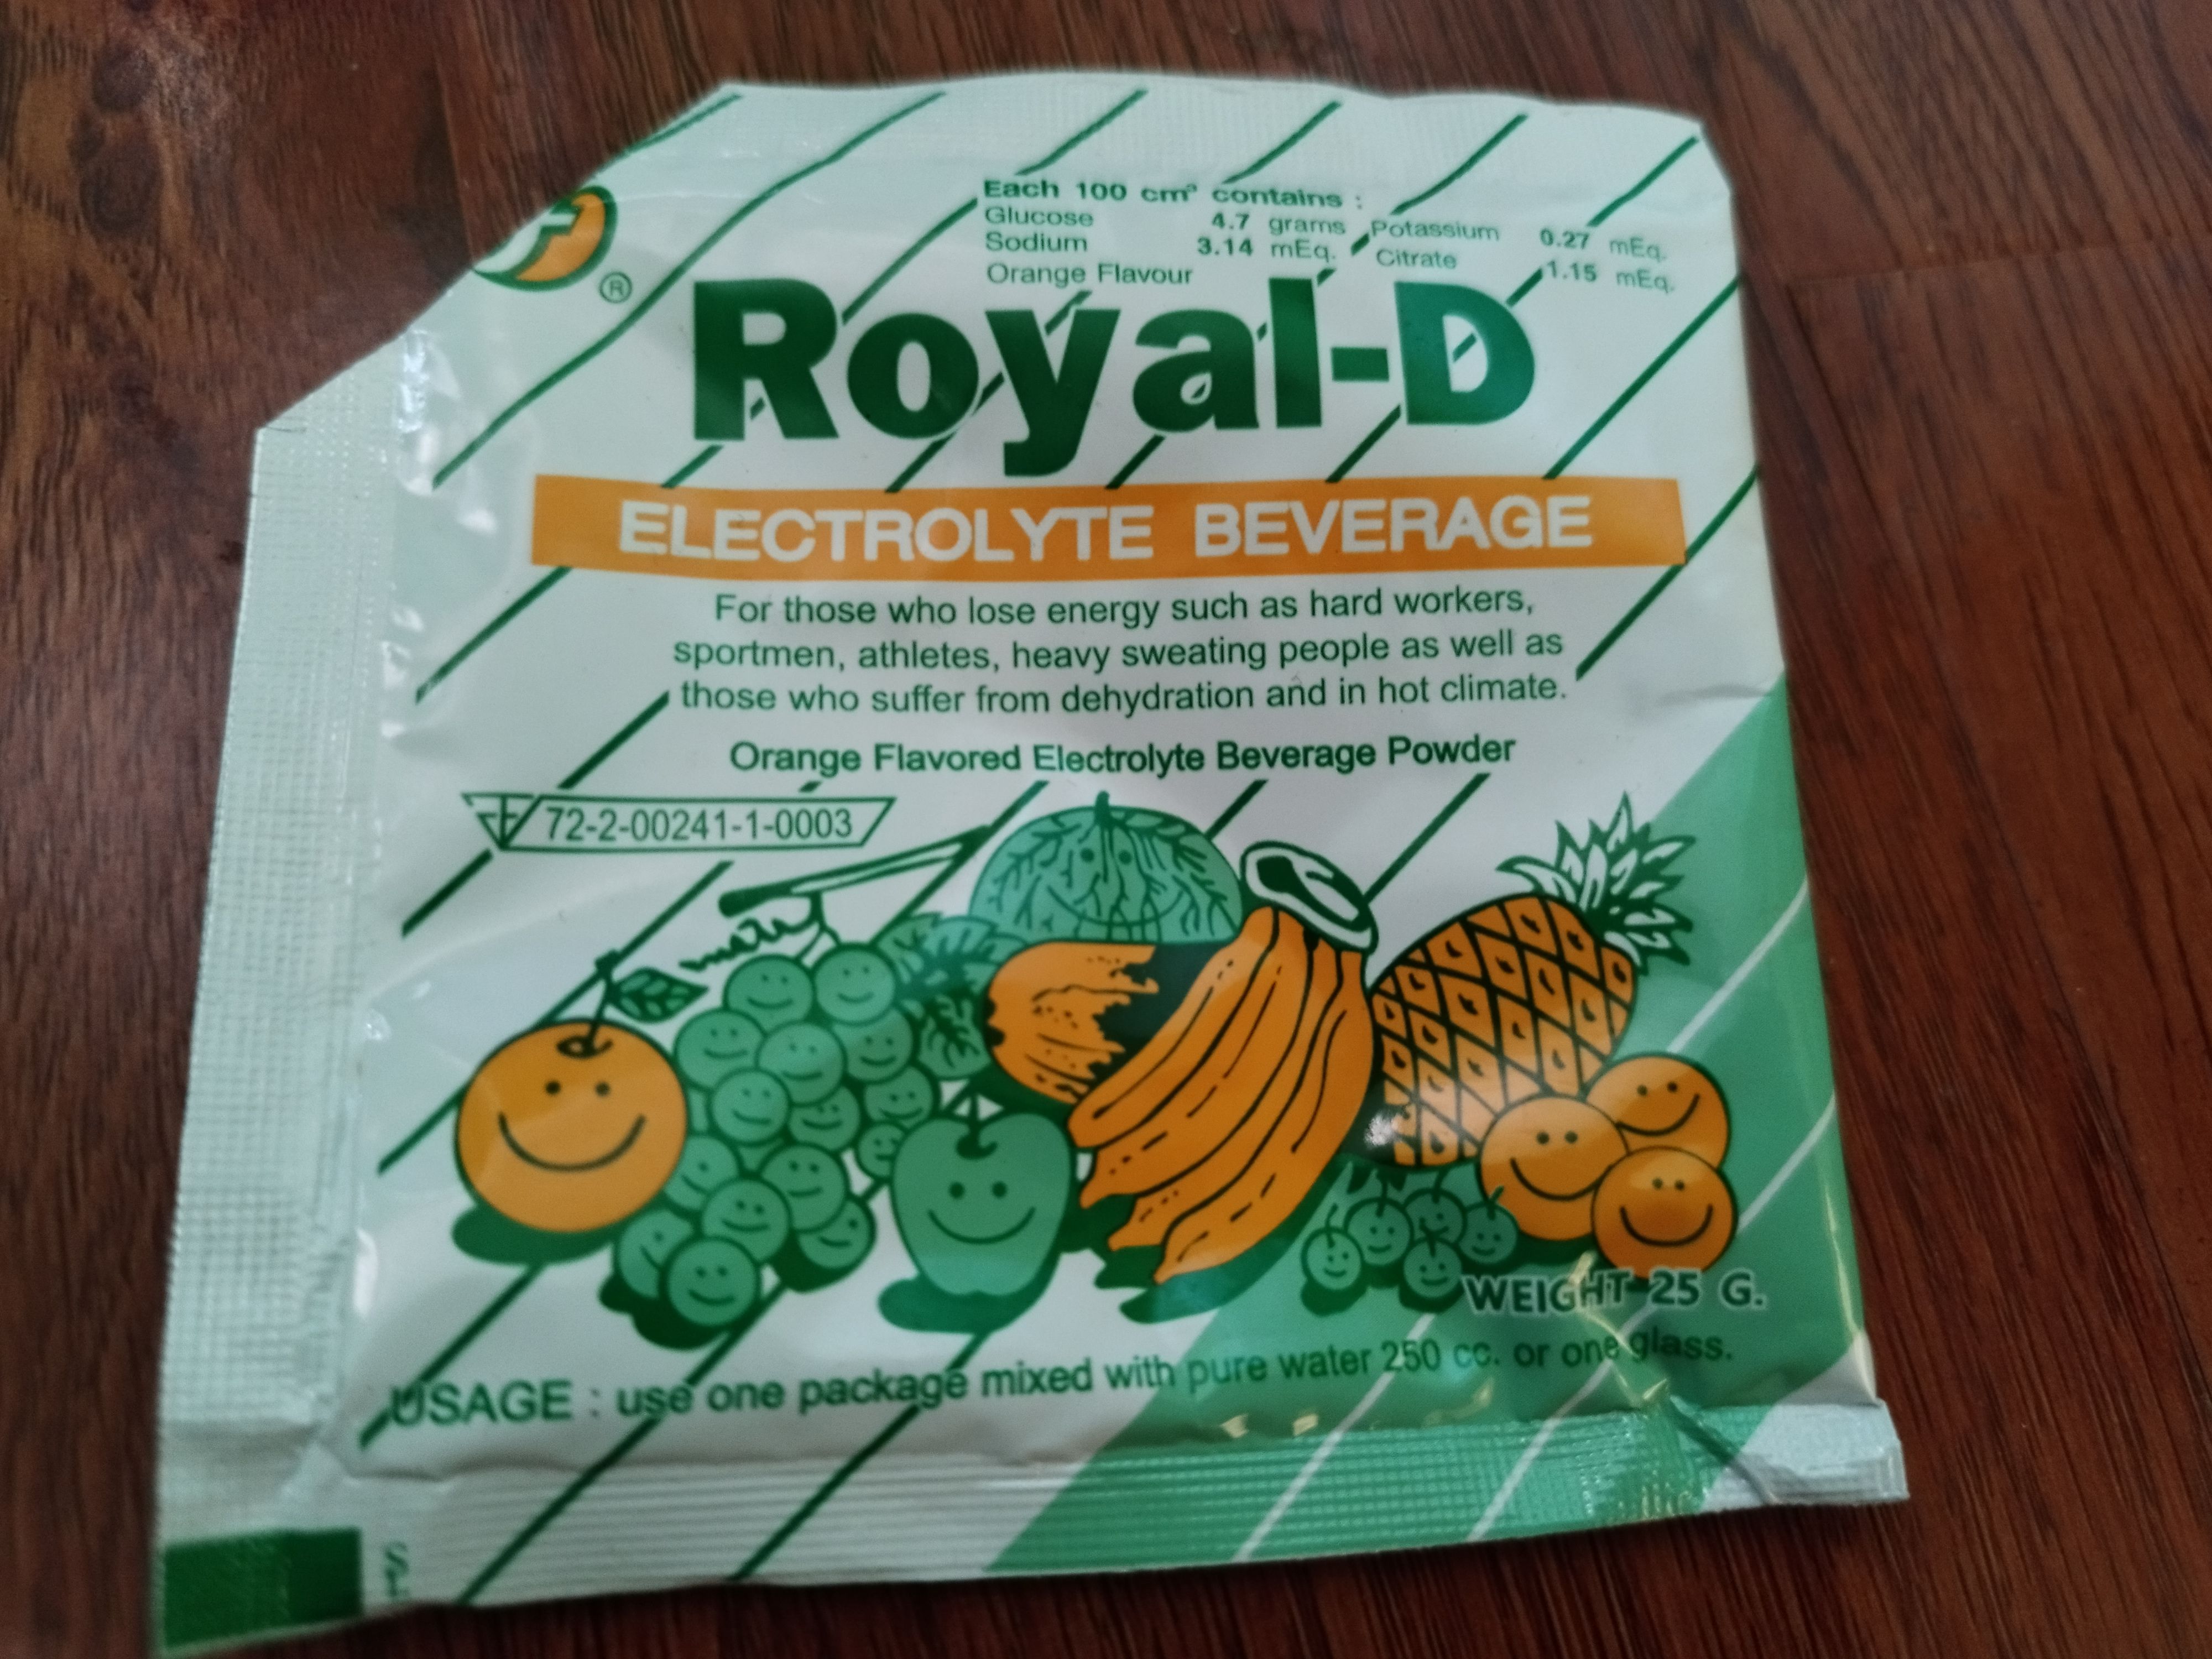 Each 100 cm³ contains :
Glucose 4.7 grams Potassium 0.27 mEq.
Sodium 3.14 mEq. Citrate 1.15 mEq.
Orange Flavour
®
Royal-D
ELECTROLYTE BEVERAGE
For those who lose energy such as hard workers,
sportmen, athletes, heavy sweating people as well as
those who suffer from dehydration and in hot climate.
Orange Flavored Electrolyte Beverage Powder
72-2-00241-1-0003
WEIGHT 25 G.
USAGE : use one package mixed with pure water 250 cc. or one glass.